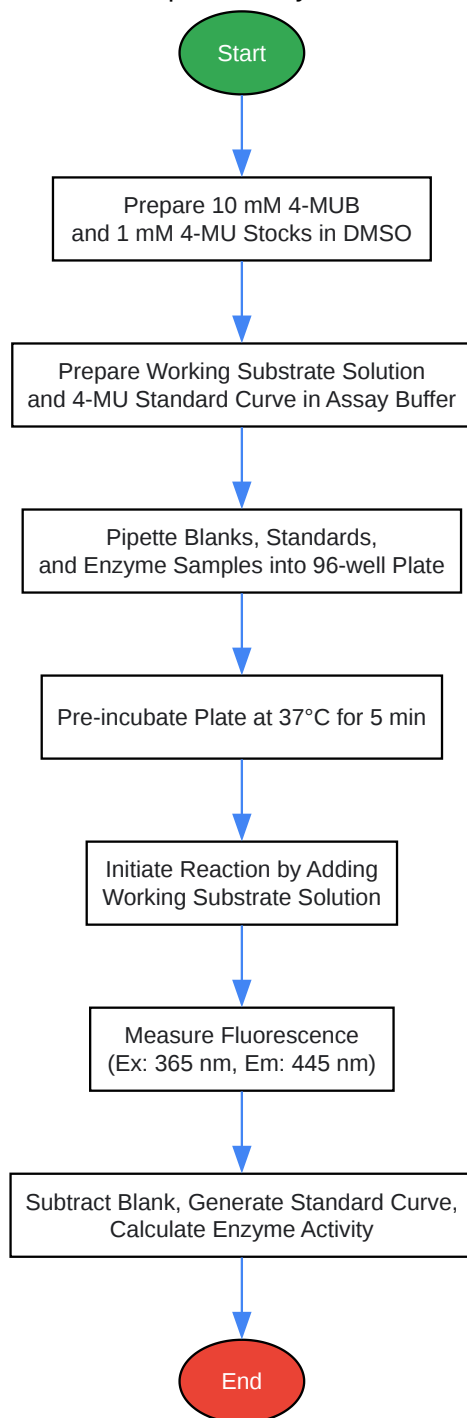 Start
Prepare 10 mM 4-MUB
and 1 mM 4-MU Stocks in DMSO
Prepare Working Substrate Solution
and 4-MU Standard Curve in Assay Buffer
Pipette Blanks, Standards,
and Enzyme Samples into 96-well Plate
Pre-incubate Plate at 37°C for 5 min
Initiate Reaction by Adding
Working Substrate Solution
Measure Fluorescence
(Ex: 365 nm, Em: 445 nm)
Subtract Blank, Generate Standard Curve,
Calculate Enzyme Activity
End